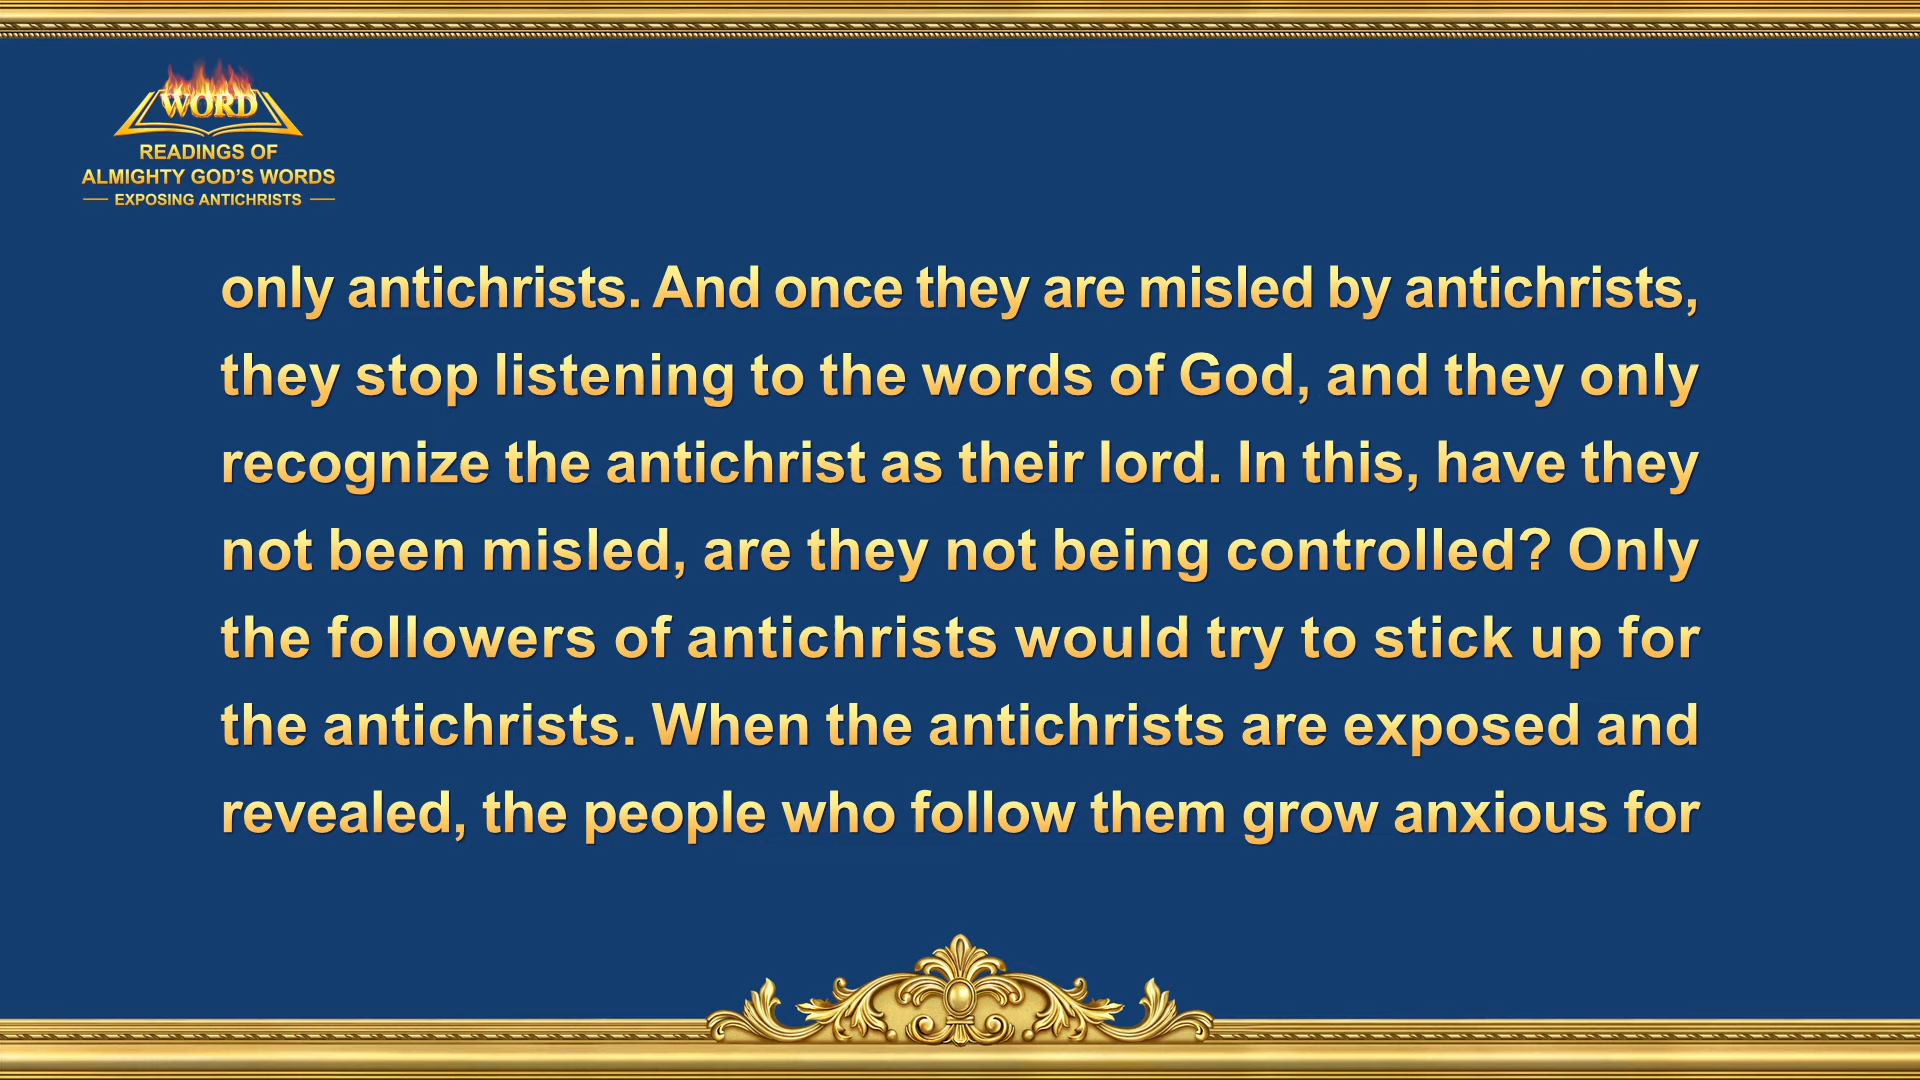 WORD
READINGS OF
ALMIGHTY GOD'S WORDS
EXPOSING ANTICHRISTS
only antichrists. And once they are misled by antichrists,
they stop listening to the words of God, and they only
recognize the antichrist as their lord. In this, have they
not been misled, are they not being controlled? Only
the followers of antichrists would try to stick up for
the antichrists. When the antichrists are exposed and
revealed, the people who follow them grow anxious for